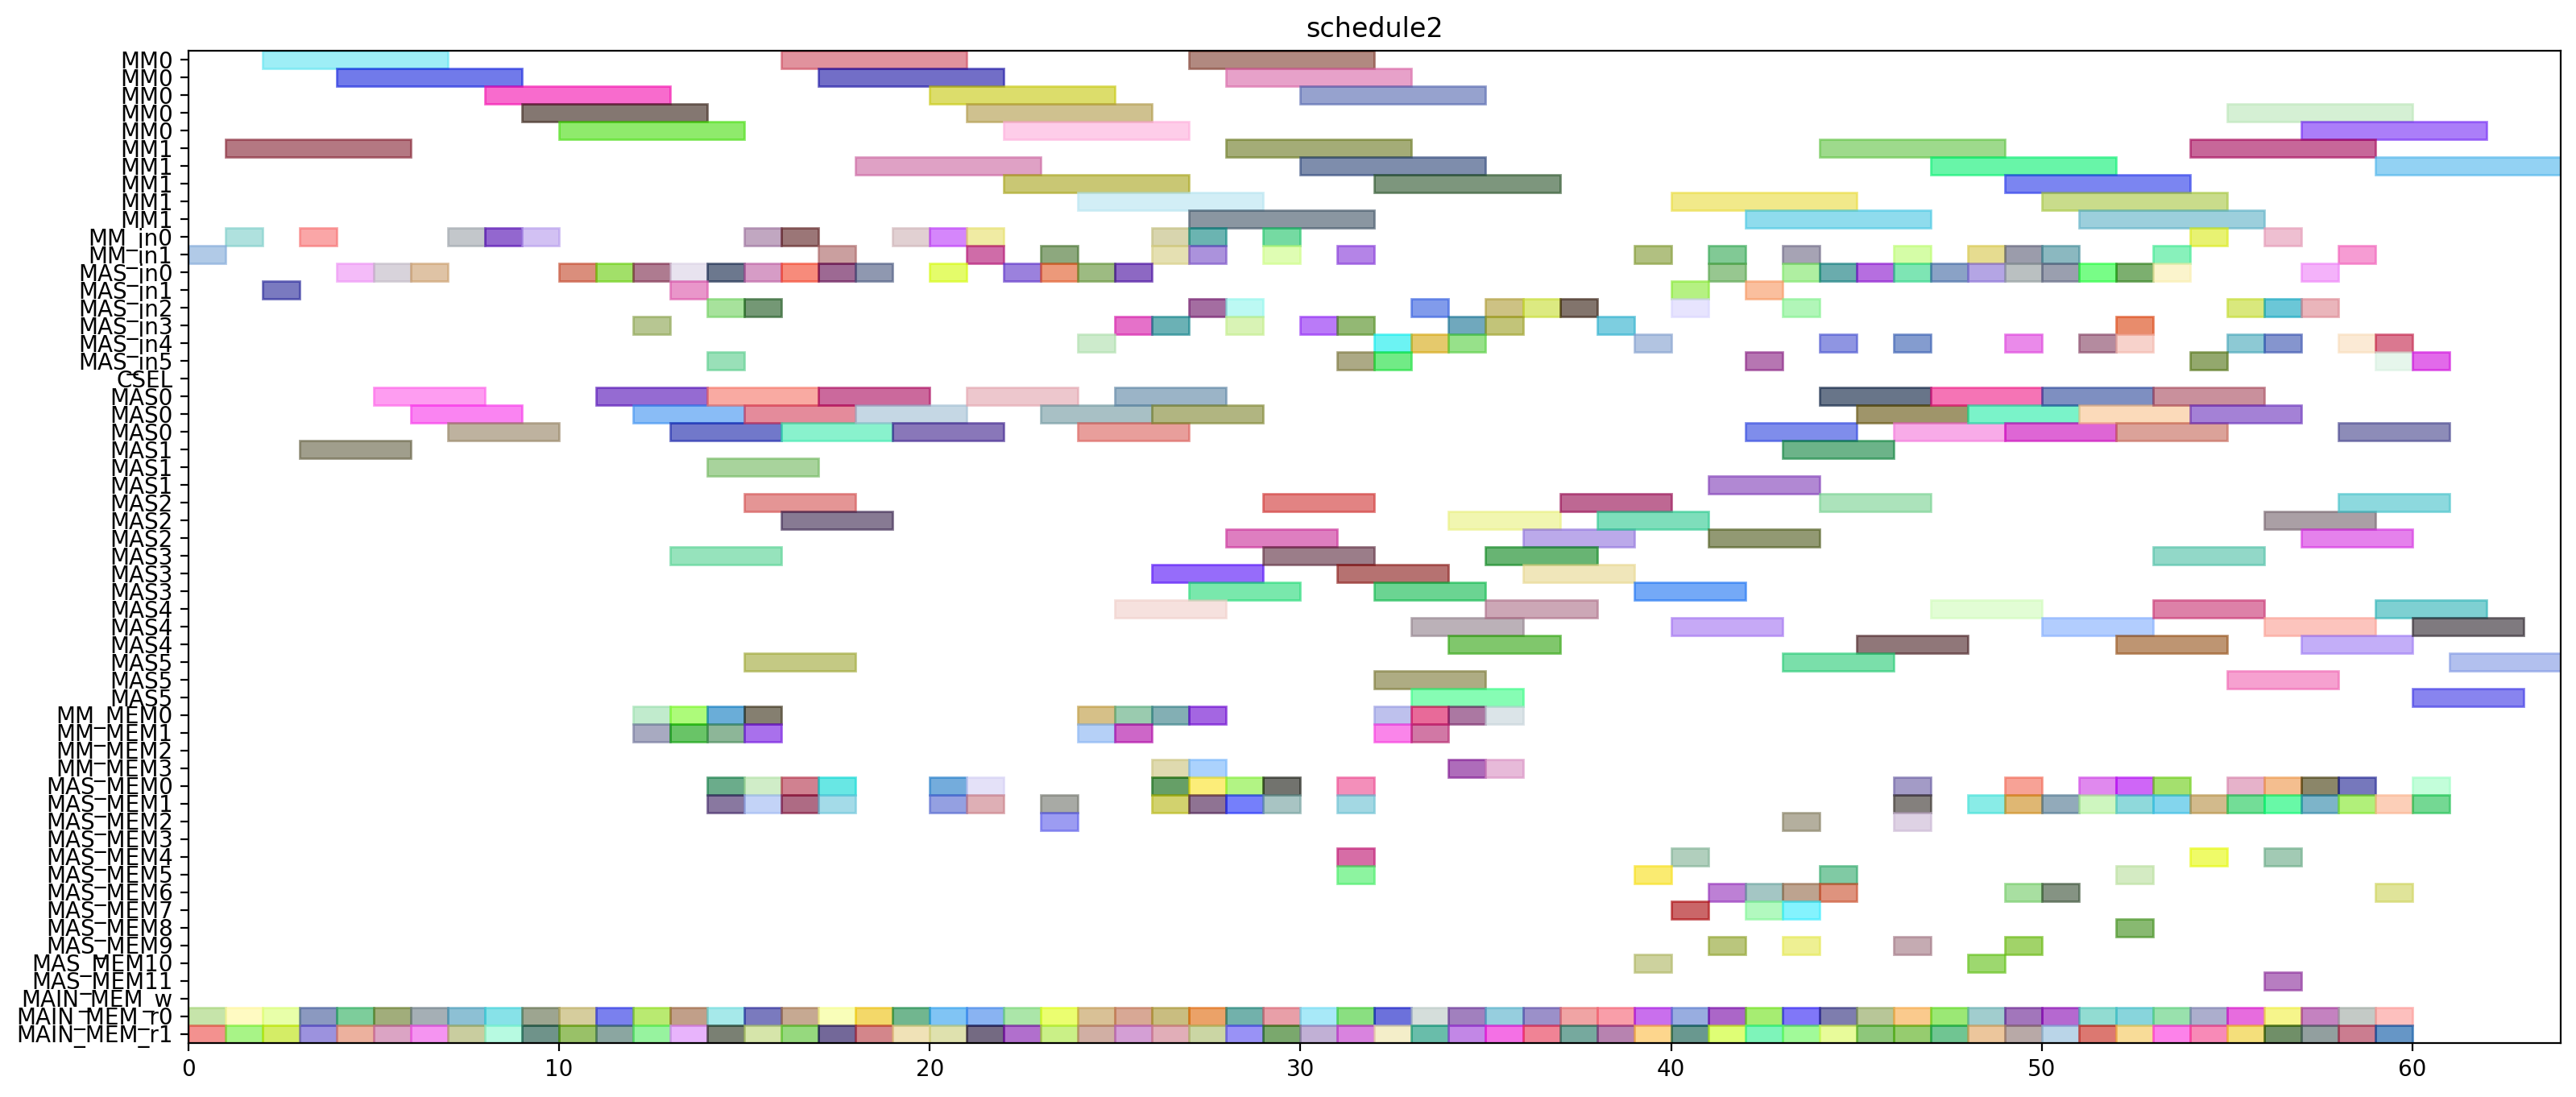 schedule2
MM0
MM0
MM0
MM0
MM0
MM1
MM1
MM1
MM1
MM1
MM_in0
MM_in1
MAS_in0
MAS_in1
MAS_in2
MAS_in3
MAS_in4
MAS_in5
CSEL
MAS0
MAS0
MAS0
MAS1
MAS1
MAS1
MAS2
MAS2
MAS2
MAS3
MAS3
MAS3
MAS4
MAS4
MAS4
MAS5
MAS5
MAS5
MM_MEM0
MM_MEM1
MM_MEM2
MM_MEM3
MAS_MEM0
MAS_MEM1
MAS_MEM2
MAS_MEM3
MAS_MEM4
MAS_MEM5
MAS_MEM6
MAS_MEM7
MAS_MEM8
MAS_MEM9
MAS_MEM10
MAS_MEM11
MAIN_MEM_w
MAIN_MEM_r0
MAIN_MEM_r1
0 10 20 30 40 50 60